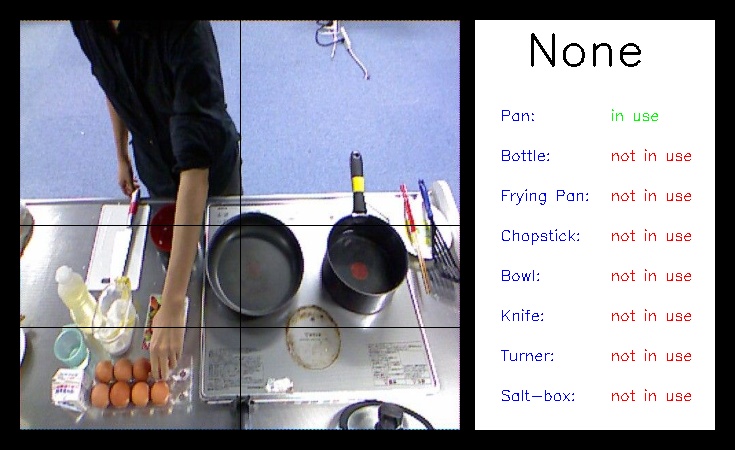 None
Pan: in use
Bottle: not in use
Frying Pan: not in use
Chopstick: not in use
Bowl: not in use
Knife: not in use
Turner: not in use
Salt-box: not in use